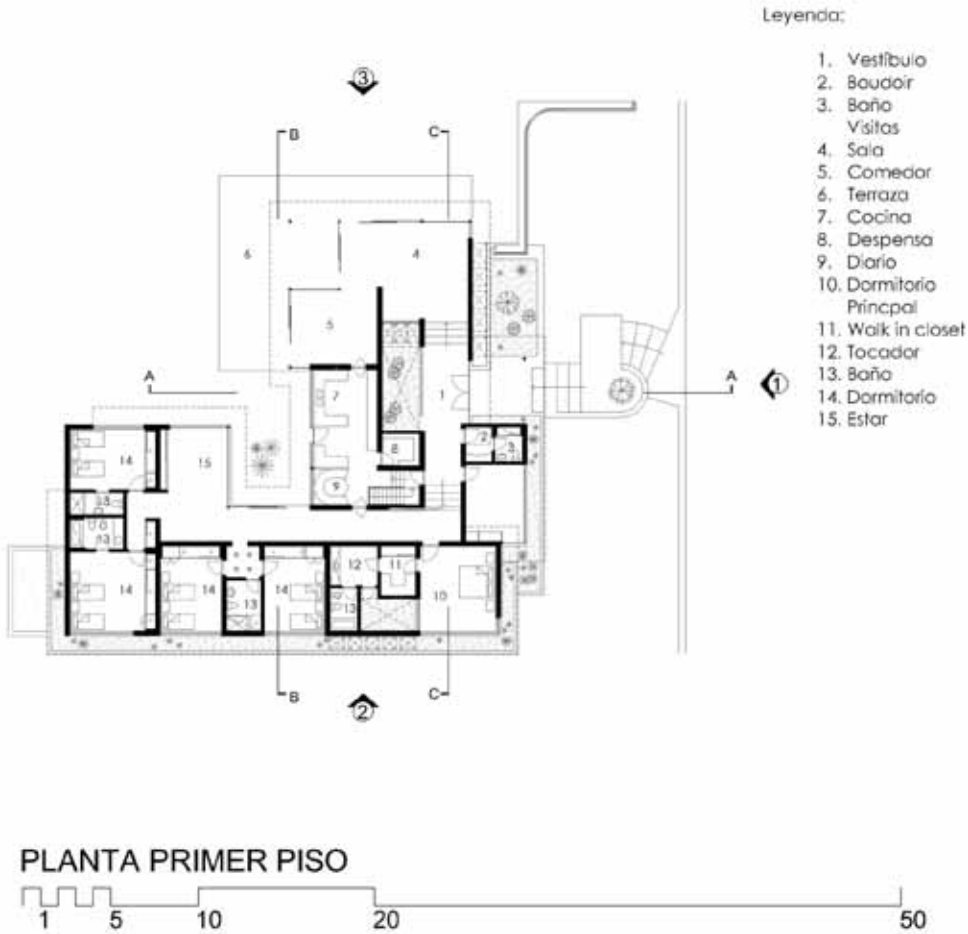 Leyenda:
1. Vestíbulo
2. Boudoir
3. Baño
Visitas
4. Sala
5. Comedor
6. Terraza
7. Cocina
8. Despensa
9. Diario
10. Dormitorio
Princpal
11. Walk in closet
12. Tocador
13. Baño
14. Dormitorio
15. Estar
3
B C
6 4
5
A 7 1 A 1
2 3
8
14 15
9
13
13
14 14 13 14 12 11 10
13
B C
2
PLANTA PRIMER PISO
1 5 10 20 50